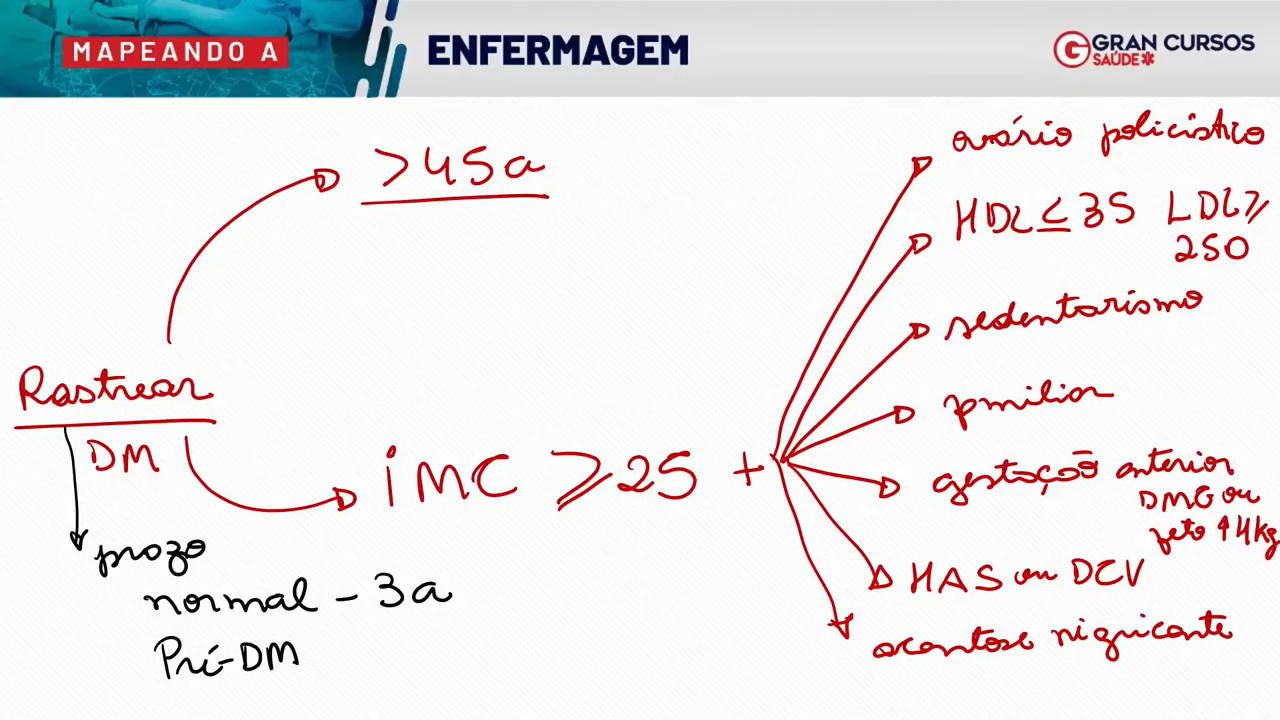 MAPEANDO A
ENFERMAGEM
GRAN CURSOS
SAÚDE
>45a
ovário policístico
HDL ≤ 35 LDL ≥
250
sedentarismo
Rastrear
DM
familiar
IMC ≥ 25 +
gestação anterior
DMG ou
feto ↑4kg
prazo
HAS ou DCV
normal - 3a
acantose nigricante
Pré-DM